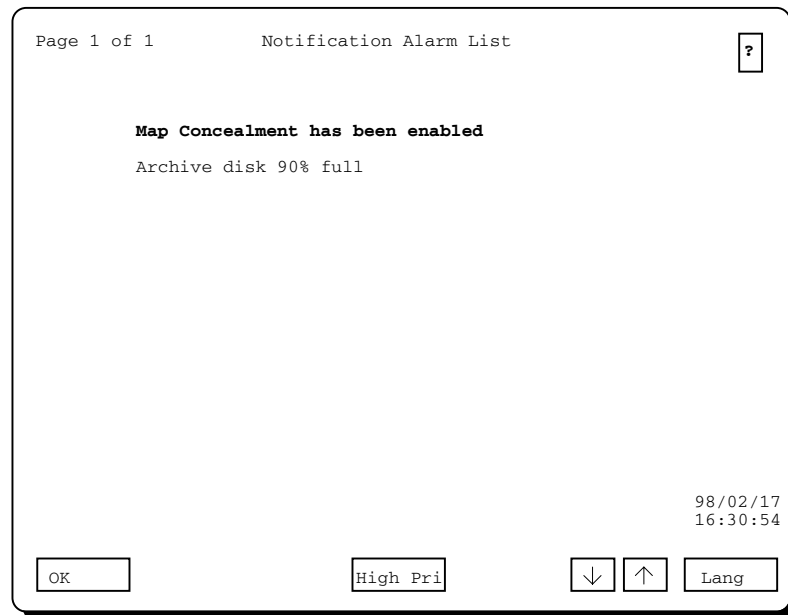 Page 1 of 1 Notification Alarm List ?
Map Concealment has been enabled
Archive disk 90% full
98/02/17
16:30:54
OK High Pri ↓ ↑ Lang